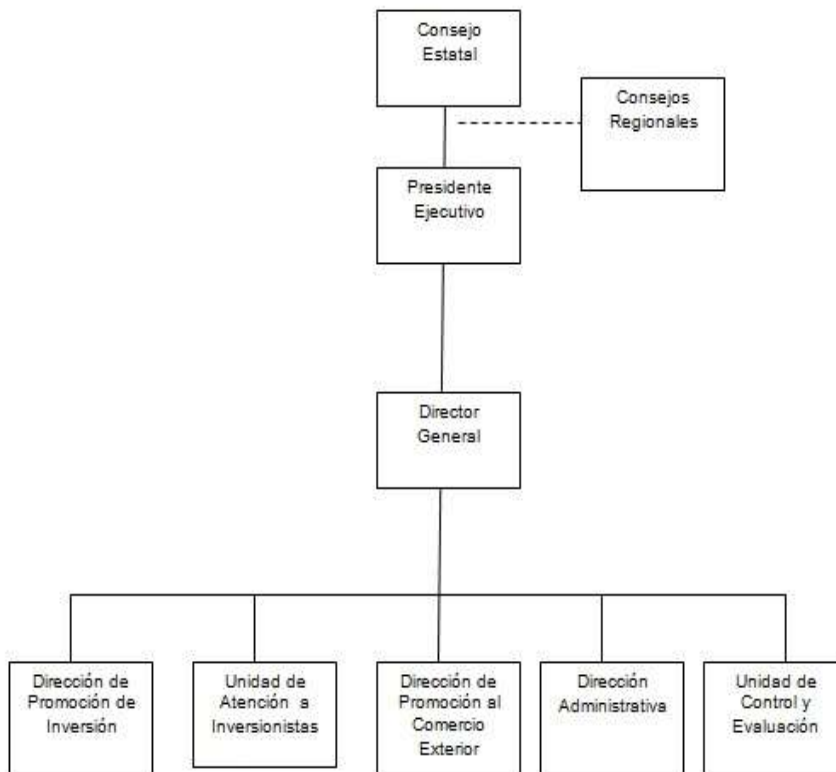 Consejo
Estatal
Consejos
Regionales
Presidente
Ejecutivo
Director
General
Dirección de
Promoción de
Inversión
Unidad de
Atención a
Inversionistas
Dirección de
Promoción al
Comercio
Exterior
Dirección
Administrativa
Unidad de
Control y
Evaluación